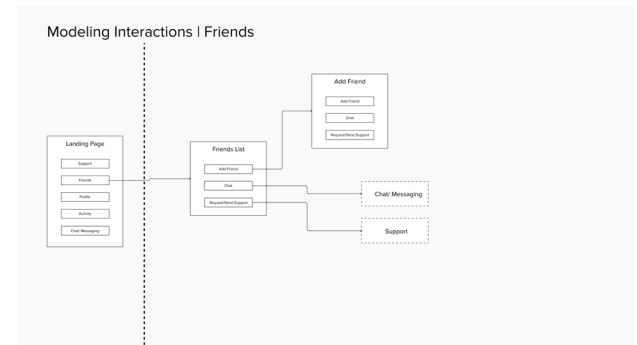 Modeling Interactions | Friends
Landing Page
Support
Friends
Profile
Activity
Chat/ Messaging
Friends List
Add Friend
Chat
Request/Send Support
Add Friend
Add Friend
Chat
Request/Send Support
Chat/ Messaging
Support